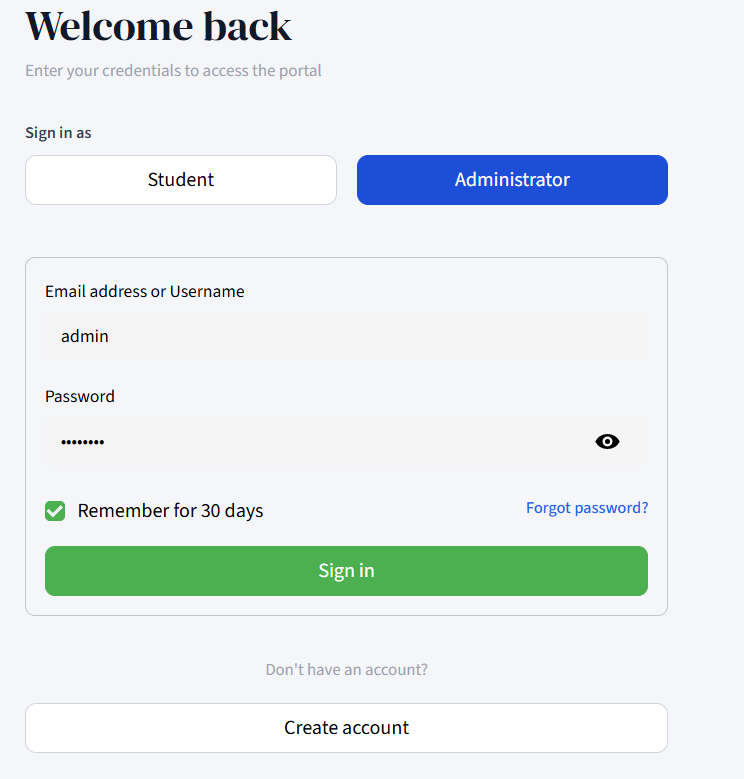 Welcome back
Enter your credentials to access the portal
Sign in as
Student Administrator
Email address or Username
admin
Password
••••••••
Remember for 30 days Forgot password?
Sign in
Don't have an account?
Create account